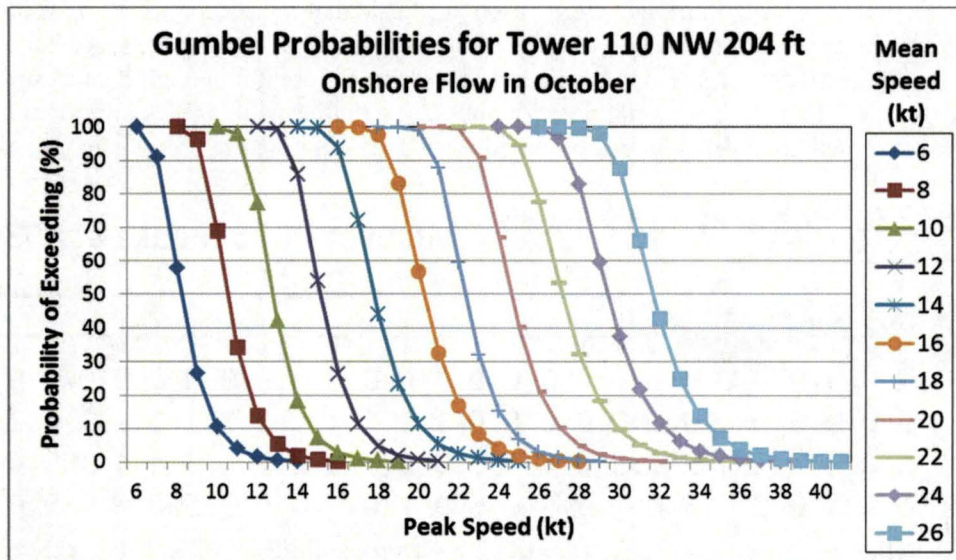 Gumbel Probabilities for Tower 110 NW 204 ft
Onshore Flow in October
Mean
Speed
(kt)
Probability of Exceeding (%)
100
90
80
70
60
50
40
30
20
10
0
6 8 10 12 14 16 18 20 22 24 26 28 30 32 34 36 38 40
Peak Speed (kt)
6
8
10
12
14
16
18
20
22
24
26